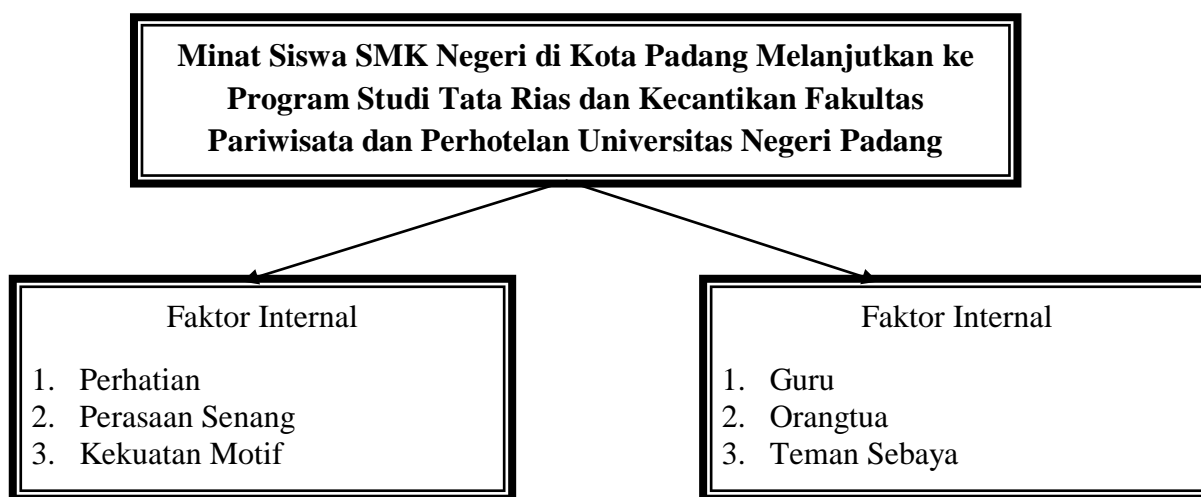 Minat Siswa SMK Negeri di Kota Padang Melanjutkan ke
Program Studi Tata Rias dan Kecantikan Fakultas
Pariwisata dan Perhotelan Universitas Negeri Padang
Faktor Internal
1. Perhatian
2. Perasaan Senang
3. Kekuatan Motif
Faktor Internal
1. Guru
2. Orangtua
3. Teman Sebaya